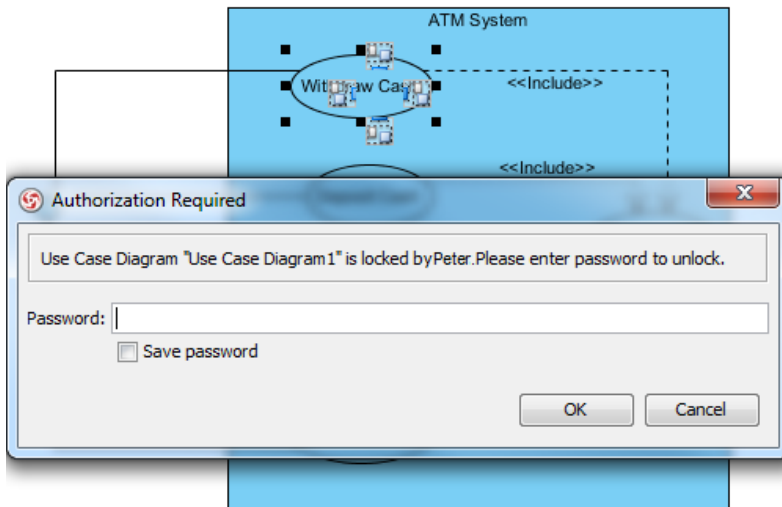 ATM System
<<Include>>
<<Include>>
Authorization Required
Use Case Diagram "Use Case Diagram1" is locked byPeter.Please enter password to unlock.
Password:
Save password
OK
Cancel